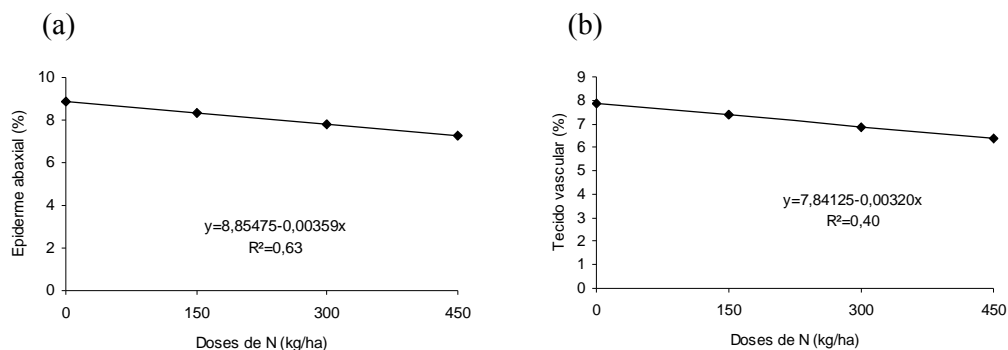 (a)
Epiderme abaxial (%)
10
8
6
4
2
0
y=8,85475-0,00359x
R²=0,63
0 150 300 450
Doses de N (kg/ha)
(b)
Tecido vascular (%)
9
8
7
6
5
4
3
2
1
0
y=7,84125-0,00320x
R²=0,40
0 150 300 450
Doses de N (kg/ha)